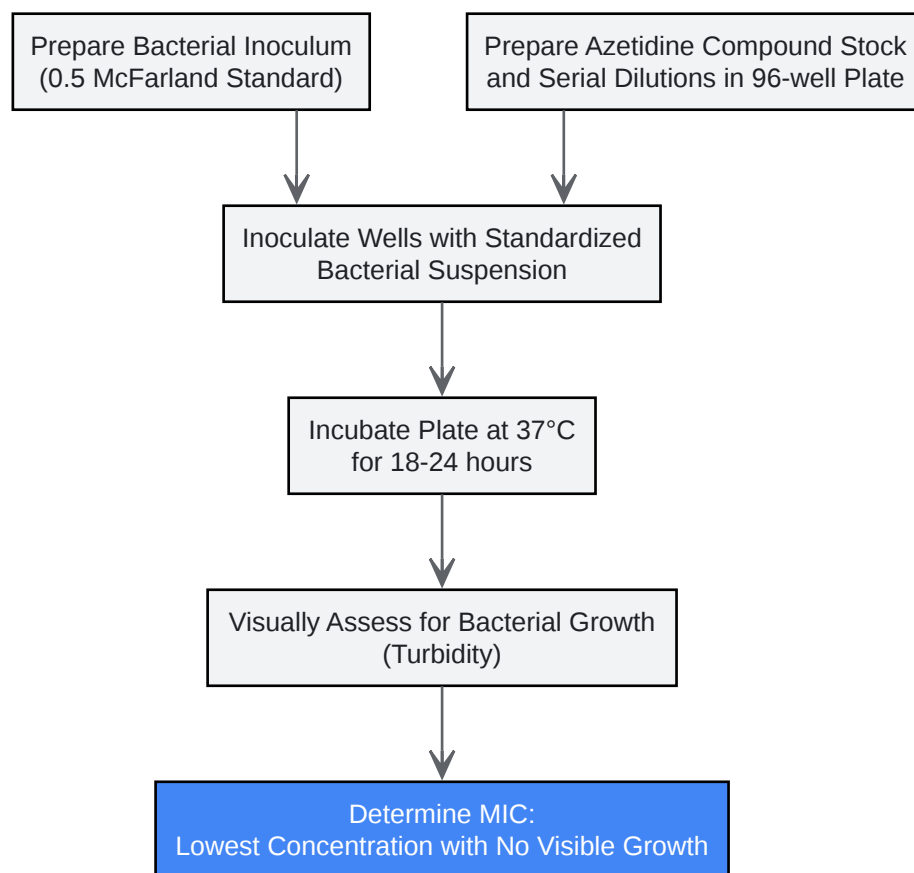 Prepare Bacterial Inoculum
(0.5 McFarland Standard)
Prepare Azetidine Compound Stock
and Serial Dilutions in 96-well Plate
Inoculate Wells with Standardized
Bacterial Suspension
Incubate Plate at 37°C
for 18-24 hours
Visually Assess for Bacterial Growth
(Turbidity)
Determine MIC:
Lowest Concentration with No Visible Growth